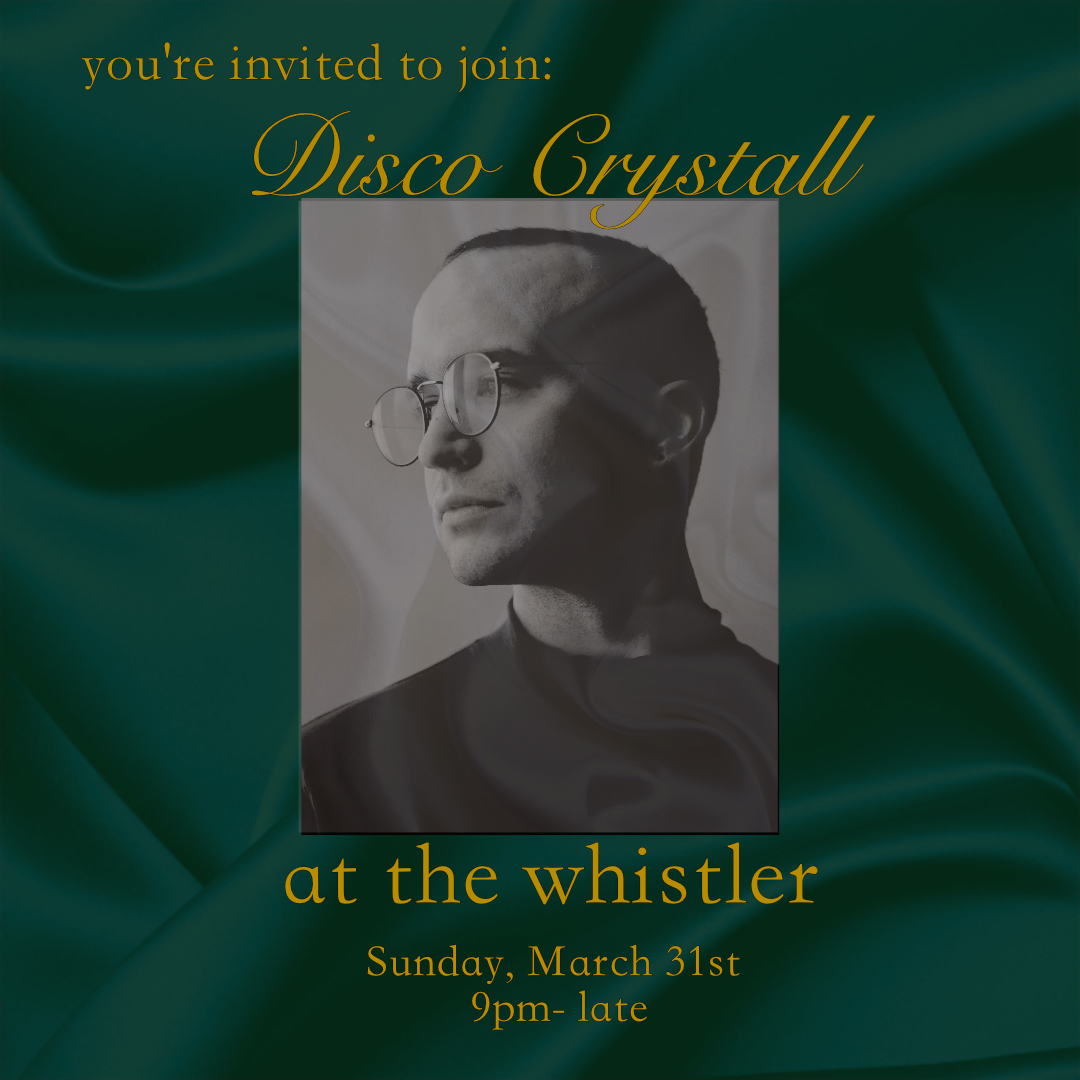 you're invited to join:
Disco Crystall
at the whistler
Sunday, March 31st
9pm- late